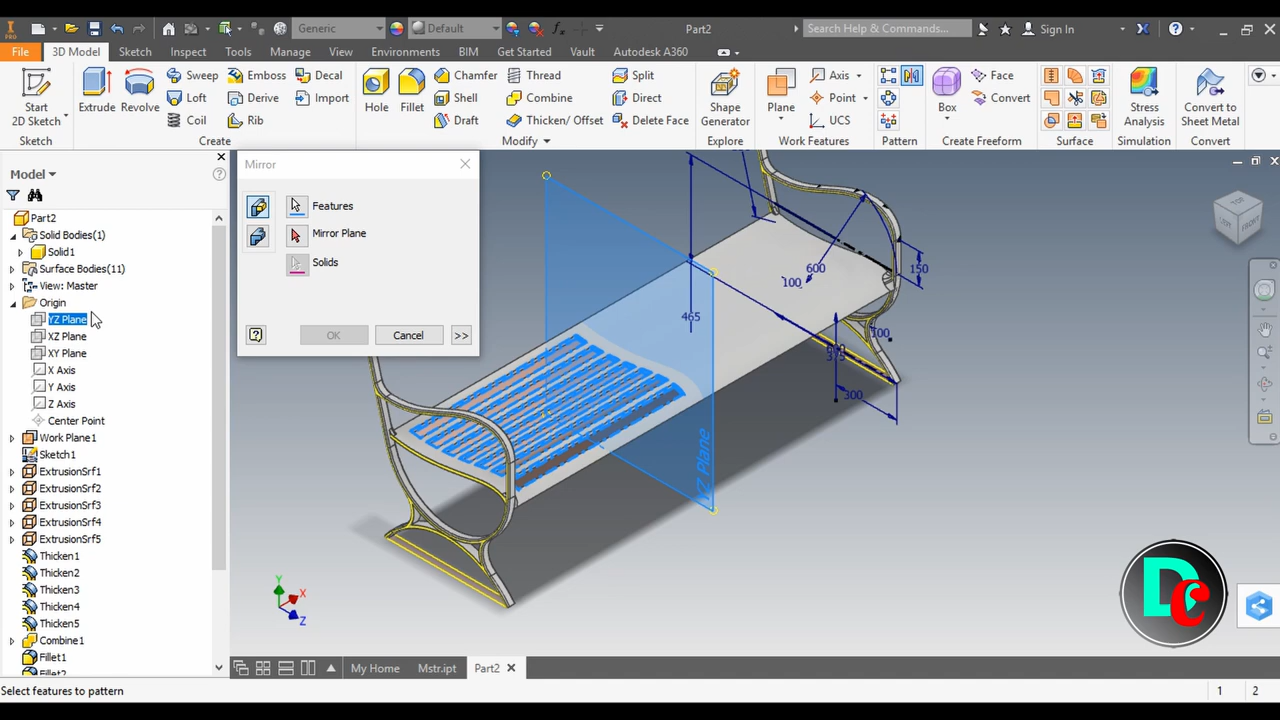 PRO
Generic
Default
fx
Part2
Search Help & Commands...
Sign In
File
3D Model
Sketch
Inspect
Tools
Manage
View
Environments
BIM
Get Started
Vault
Autodesk A360
Start
2D Sketch
Sketch
Extrude
Revolve
Sweep
Loft
Coil
Emboss
Derive
Rib
Decal
Import
Create
Hole
Fillet
Chamfer
Shell
Draft
Thread
Combine
Thicken/ Offset
Split
Direct
Delete Face
Modify
Shape
Generator
Explore
Plane
Axis
Point
UCS
Work Features
Pattern
Box
Face
Convert
Create Freeform
Surface
Stress
Analysis
Simulation
Convert to
Sheet Metal
Convert
Model
Part2
Solid Bodies(1)
Solid1
Surface Bodies(11)
View: Master
Origin
YZ Plane
XZ Plane
XY Plane
X Axis
Y Axis
Z Axis
Center Point
Work Plane1
Sketch1
ExtrusionSrf1
ExtrusionSrf2
ExtrusionSrf3
ExtrusionSrf4
ExtrusionSrf5
Thicken1
Thicken2
Thicken3
Thicken4
Thicken5
Combine1
Fillet1
Fillet2
Mirror
Features
Mirror Plane
Solids
OK
Cancel
>>
600
100
150
465
300
YZ Plane
TOP
FRONT
Y
X
Z
DC
My Home
Mstr.ipt
Part2
Select features to pattern
1
2